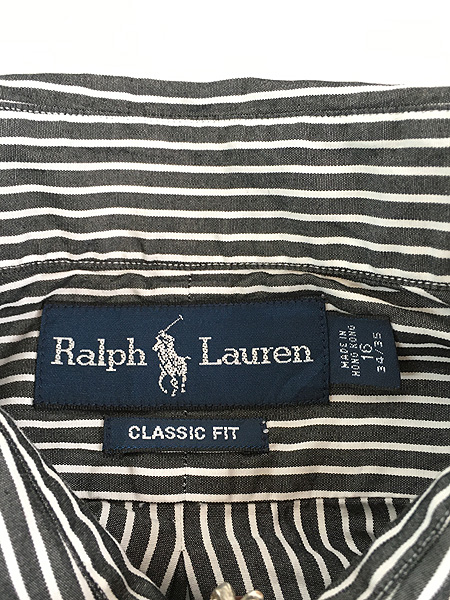 Ralph Lauren
CLASSIC FIT
MADE IN
HONG KONG
16
34/35